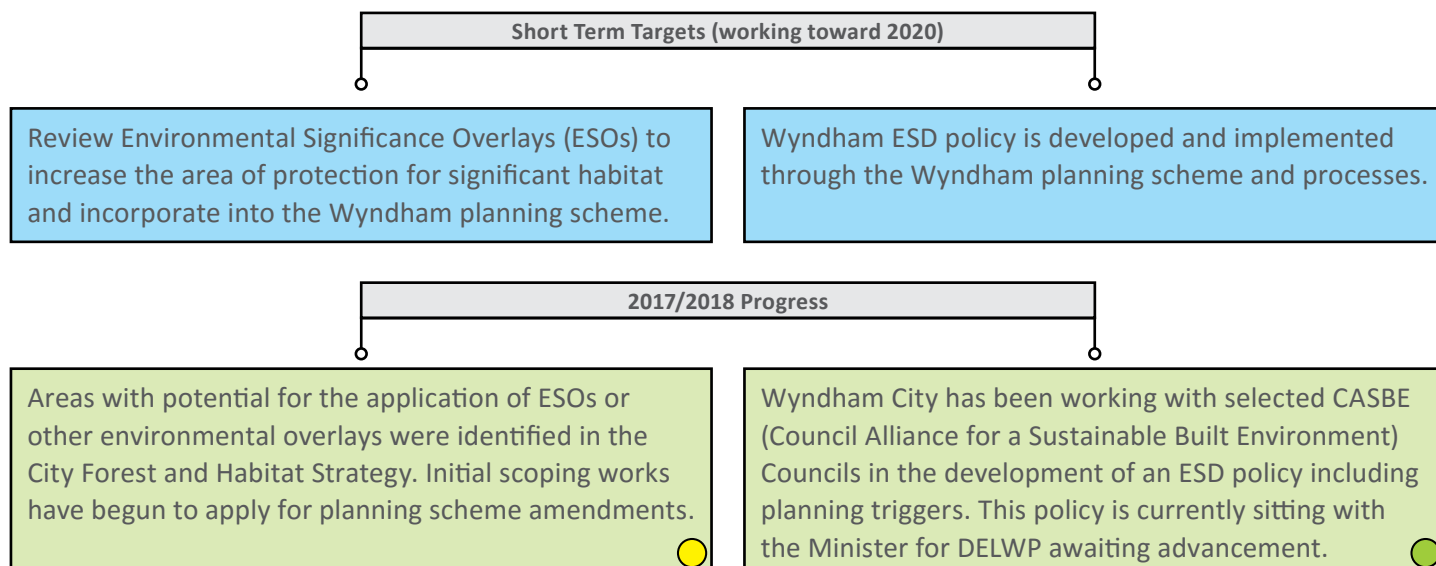 Short Term Targets (working toward 2020)
Review Environmental Significance Overlays (ESOs) to
increase the area of protection for significant habitat
and incorporate into the Wyndham planning scheme.
Wyndham ESD policy is developed and implemented
through the Wyndham planning scheme and processes.
2017/2018 Progress
Areas with potential for the application of ESOs or
other environmental overlays were identified in the
City Forest and Habitat Strategy. Initial scoping works
have begun to apply for planning scheme amendments.
Wyndham City has been working with selected CASBE
(Council Alliance for a Sustainable Built Environment)
Councils in the development of an ESD policy including
planning triggers. This policy is currently sitting with
the Minister for DELWP awaiting advancement.